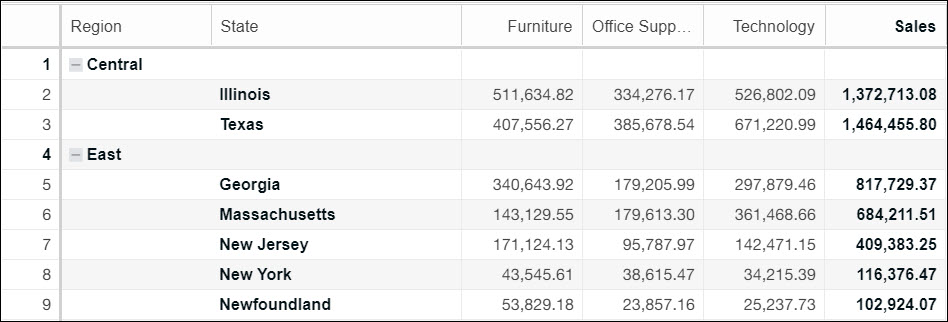 Region State Furniture Office Supp... Technology Sales
1 Central
2 Illinois 511,634.82 334,276.17 526,802.09 1,372,713.08
3 Texas 407,556.27 385,678.54 671,220.99 1,464,455.80
4 East
5 Georgia 340,643.92 179,205.99 297,879.46 817,729.37
6 Massachusetts 143,129.55 179,613.30 361,468.66 684,211.51
7 New Jersey 171,124.13 95,787.97 142,471.15 409,383.25
8 New York 43,545.61 38,615.47 34,215.39 116,376.47
9 Newfoundland 53,829.18 23,857.16 25,237.73 102,924.07